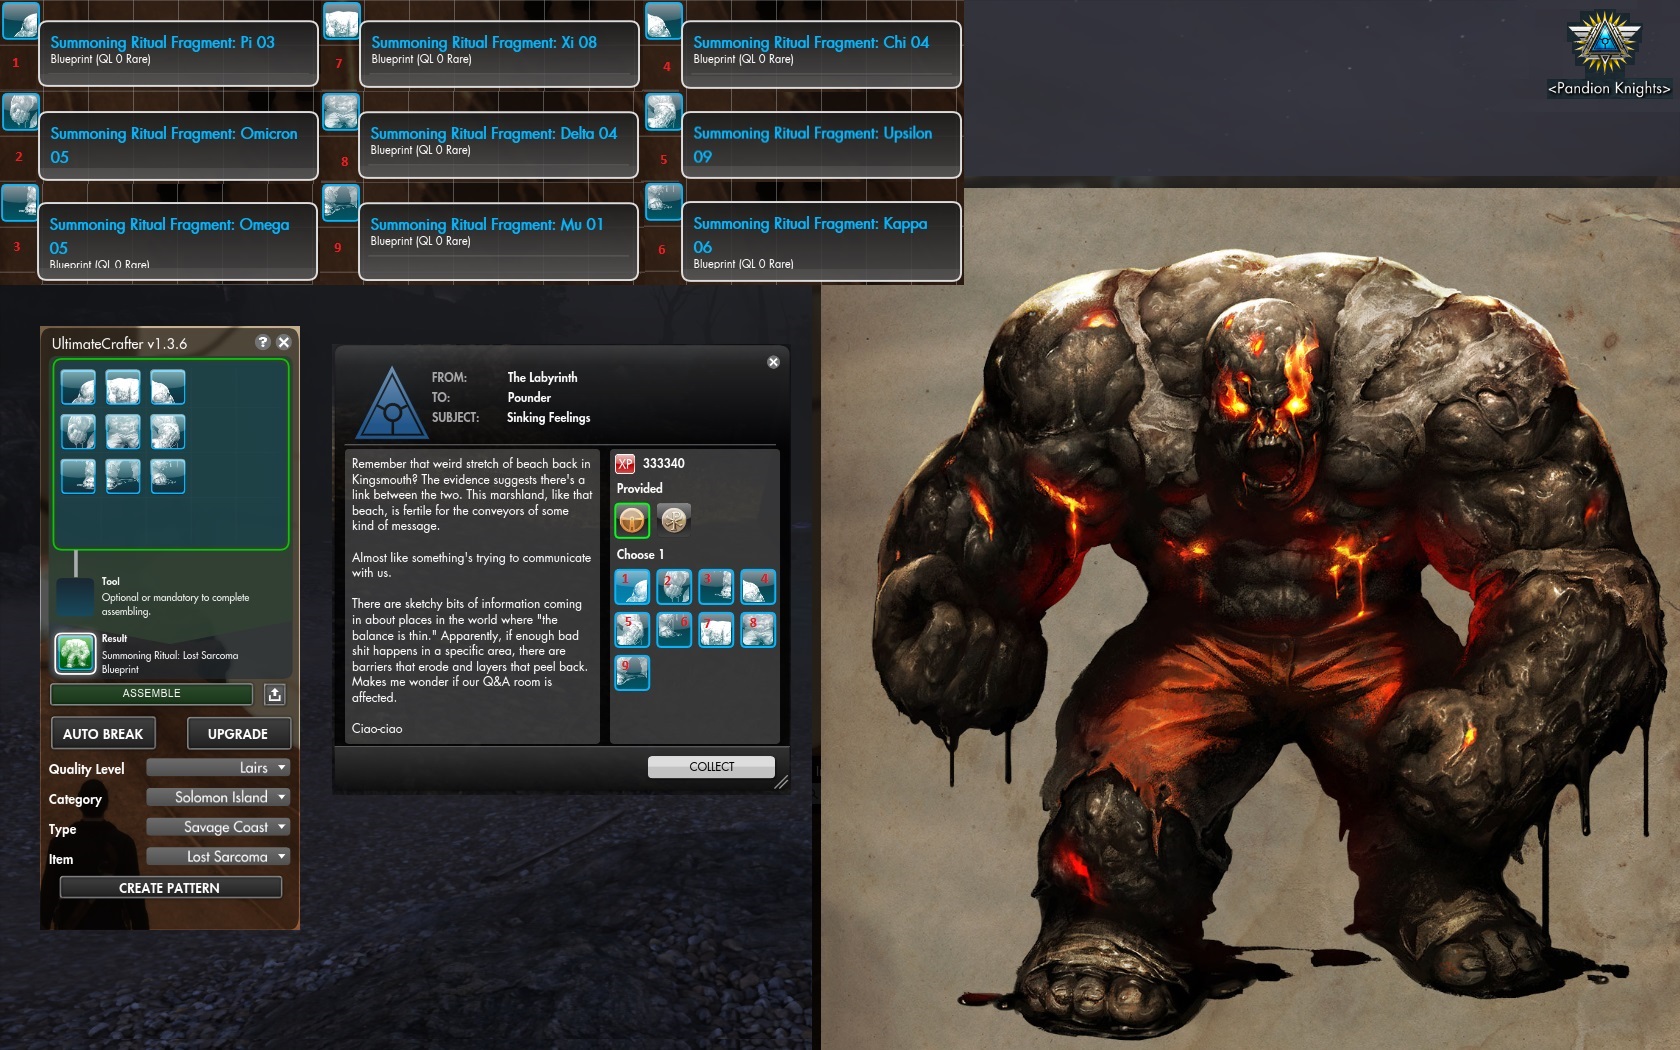 1
Summoning Ritual Fragment: Pi 03
Blueprint (QL 0 Rare)
7
Summoning Ritual Fragment: Xi 08
Blueprint (QL 0 Rare)
4
Summoning Ritual Fragment: Chi 04
Blueprint (QL 0 Rare)
2
Summoning Ritual Fragment: Omicron
05
8
Summoning Ritual Fragment: Delta 04
Blueprint (QL 0 Rare)
5
Summoning Ritual Fragment: Upsilon
09
3
Summoning Ritual Fragment: Omega
05
Blueprint (QL 0 Rare)
9
Summoning Ritual Fragment: Mu 01
Blueprint (QL 0 Rare)
6
Summoning Ritual Fragment: Kappa
06
Blueprint (QL 0 Rare)
<Pandion Knights>
UltimateCrafter v1.3.6
?
Tool
Optional or mandatory to complete
assembling.
Result
Summoning Ritual: Lost Sarcoma
Blueprint
ASSEMBLE
AUTO BREAK
UPGRADE
Quality Level
Lairs
Category
Solomon Island
Type
Savage Coast
Item
Lost Sarcoma
CREATE PATTERN
FROM: The Labyrinth
TO: Pounder
SUBJECT: Sinking Feelings
Remember that weird stretch of beach back in
Kingsmouth? The evidence suggests there's a
link between the two. This marshland, like that
beach, is fertile for the conveyors of some
kind of message.
Almost like something's trying to communicate
with us.
There are sketchy bits of information coming
in about places in the world where "the
balance is thin." Apparently, if enough bad
shit happens in a specific area, there are
barriers that erode and layers that peel back.
Makes me wonder if our Q&A room is
affected.
Ciao-ciao
XP 333340
Provided
Choose 1
1 2 3 4
5 6 7 8
9
COLLECT